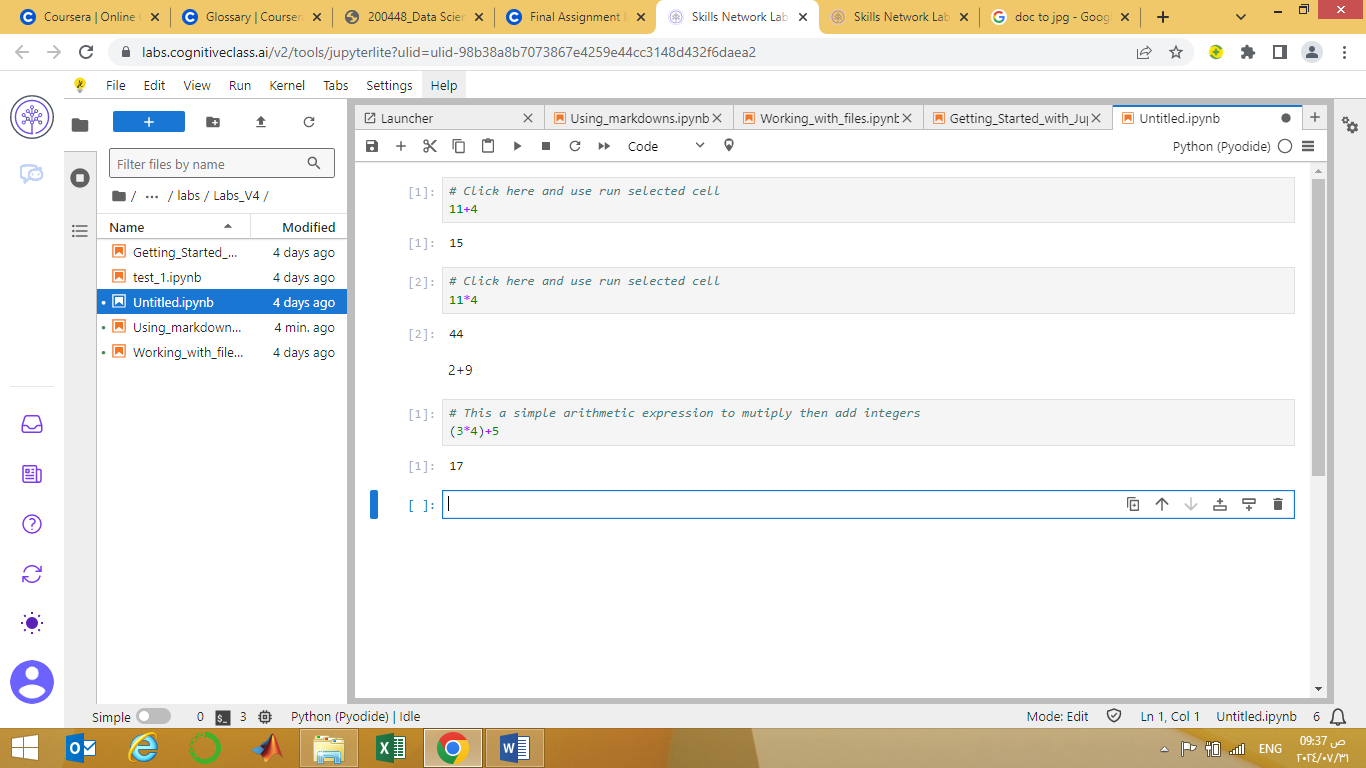 Coursera | Online C
Glossary | Coursera
200448_Data Scien
Final Assignment |
Skills Network Lab
Skills Network Lab
doc to jpg - Googl
labs.cognitiveclass.ai/v2/tools/jupyterlite?ulid=ulid-98b38a8b7073867e4259e44cc3148d432f6daea2
File Edit View Run Kernel Tabs Settings Help
Launcher
Using_markdowns.ipynb
Working_with_files.ipynb
Getting_Started_with_Jup
Untitled.ipynb
Code
Python (Pyodide)
Filter files by name
/ ··· / labs / Labs_V4 /
Name Modified
Getting_Started_... 4 days ago
test_1.ipynb 4 days ago
Untitled.ipynb 4 days ago
Using_markdown... 4 min. ago
Working_with_file... 4 days ago
[1]: # Click here and use run selected cell
11+4
[1]: 15
[2]: # Click here and use run selected cell
11*4
[2]: 44
2+9
[1]: # This a simple arithmetic expression to mutiply then add integers
(3*4)+5
[1]: 17
[ ]:
Simple 0 3 Python (Pyodide) | Idle
Mode: Edit Ln 1, Col 1 Untitled.ipynb 6
ENG
09:37 ص
٢٠٢٤/٠٧/٣١